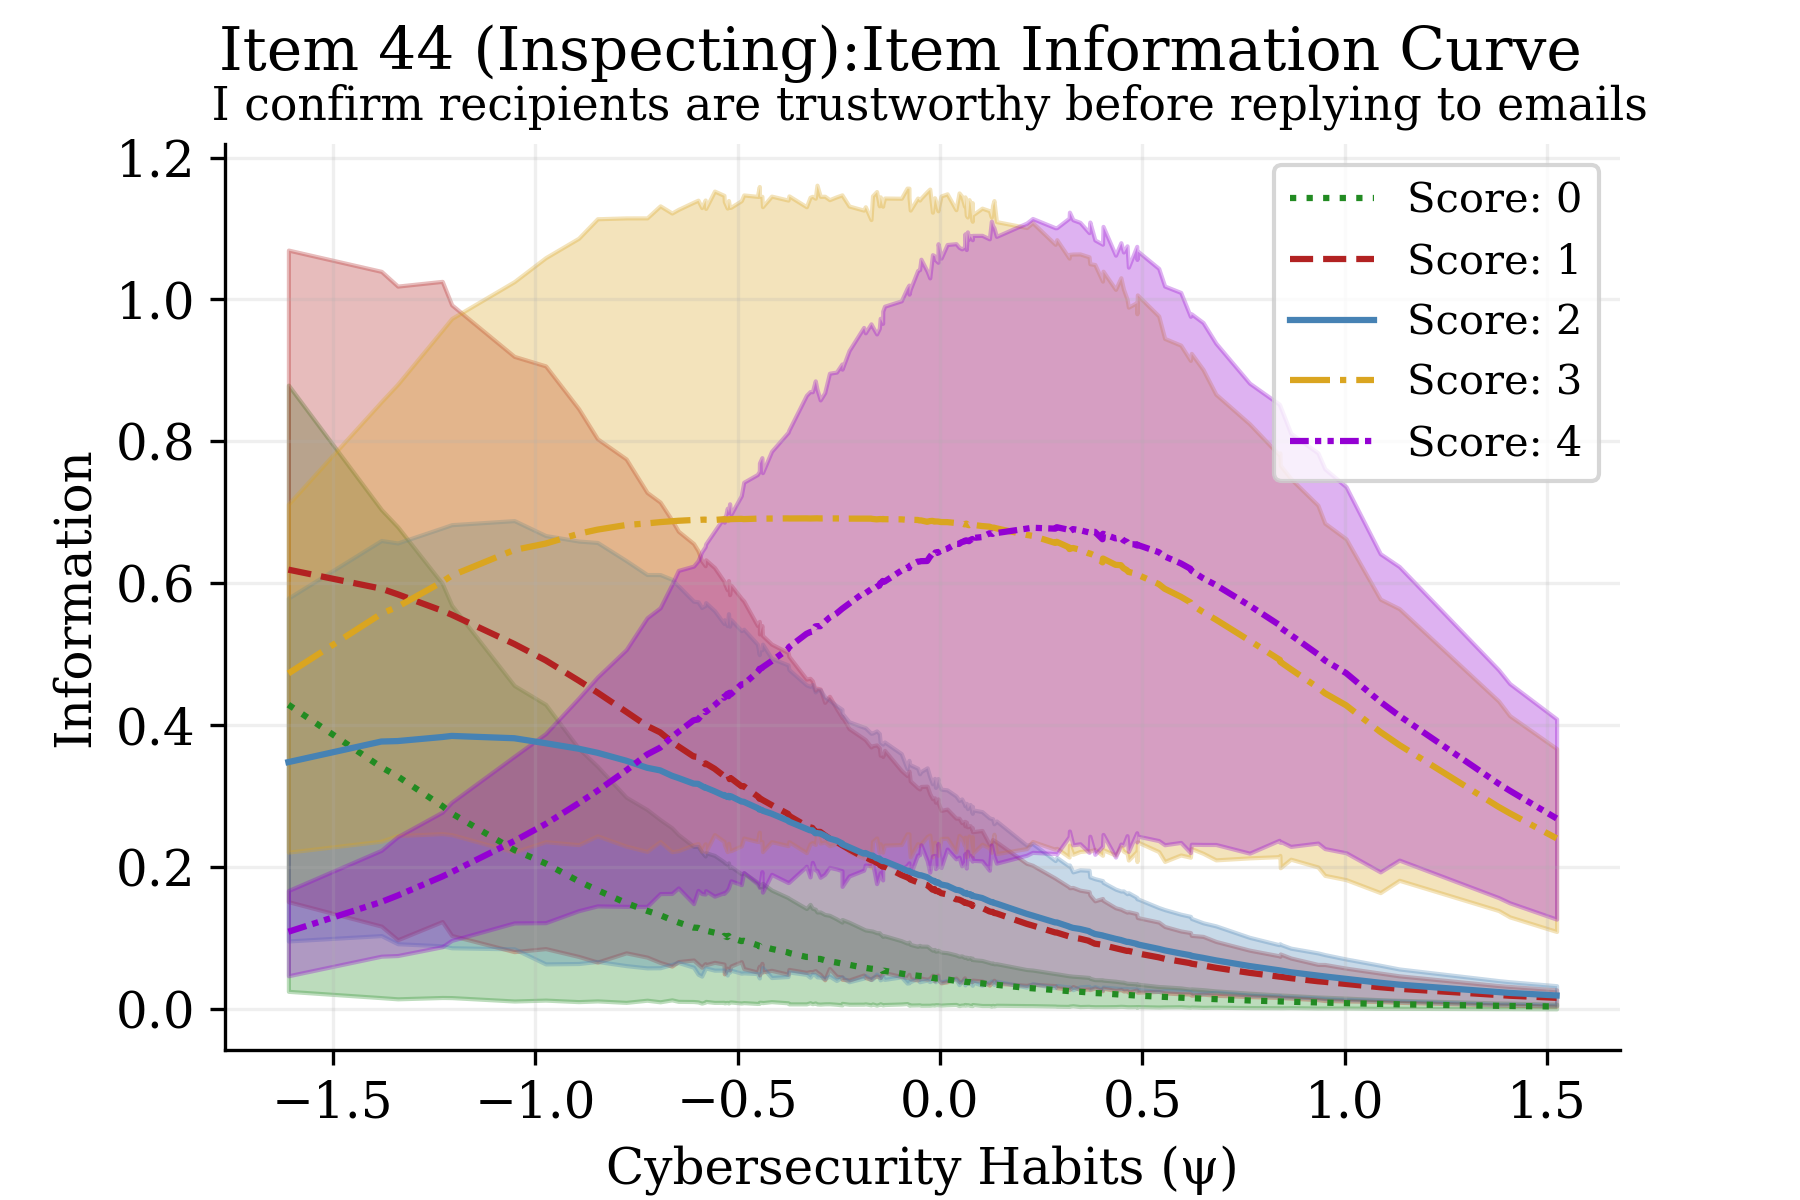 Item 44 (Inspecting):Item Information Curve
I confirm recipients are trustworthy before replying to emails
1.2
1.0
0.8
0.6
0.4
0.2
0.0
Information
Score: 0
Score: 1
Score: 2
Score: 3
Score: 4
−1.5 −1.0 −0.5 0.0 0.5 1.0 1.5
Cybersecurity Habits (ψ)